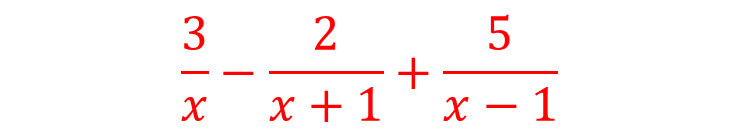 3/x − 2/(x + 1) + 5/(x − 1)